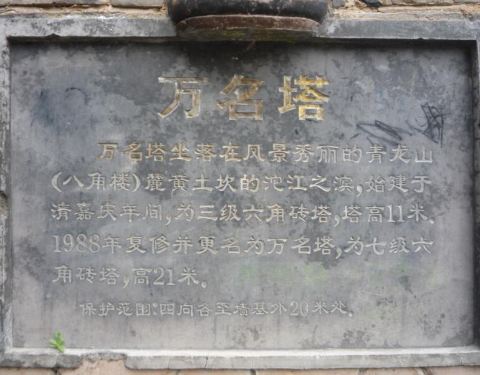 万名塔
万名塔坐落在风景秀丽的青龙山
(八角楼)麓黄土坎的沱江之滨,始建于
清嘉庆年间,为三级六角砖塔,塔高11米.
1988年复修并更名为万名塔,为七级六
角砖塔,高21米.
保护范围:四向各至墙基外20米处.